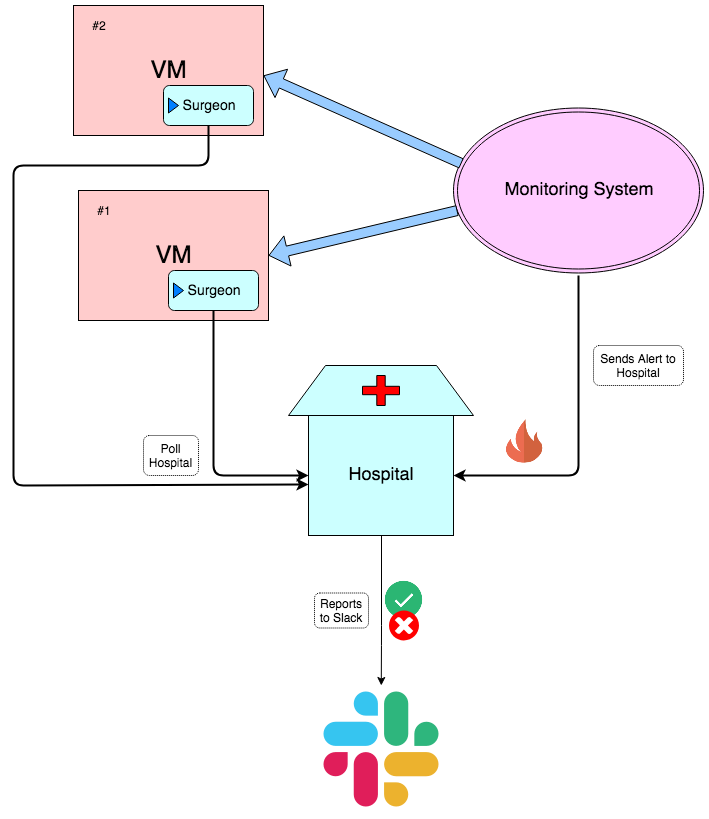 #2
VM
Surgeon
Monitoring System
#1
VM
Surgeon
Sends Alert to
Hospital
Poll
Hospital
Hospital
Reports
to Slack